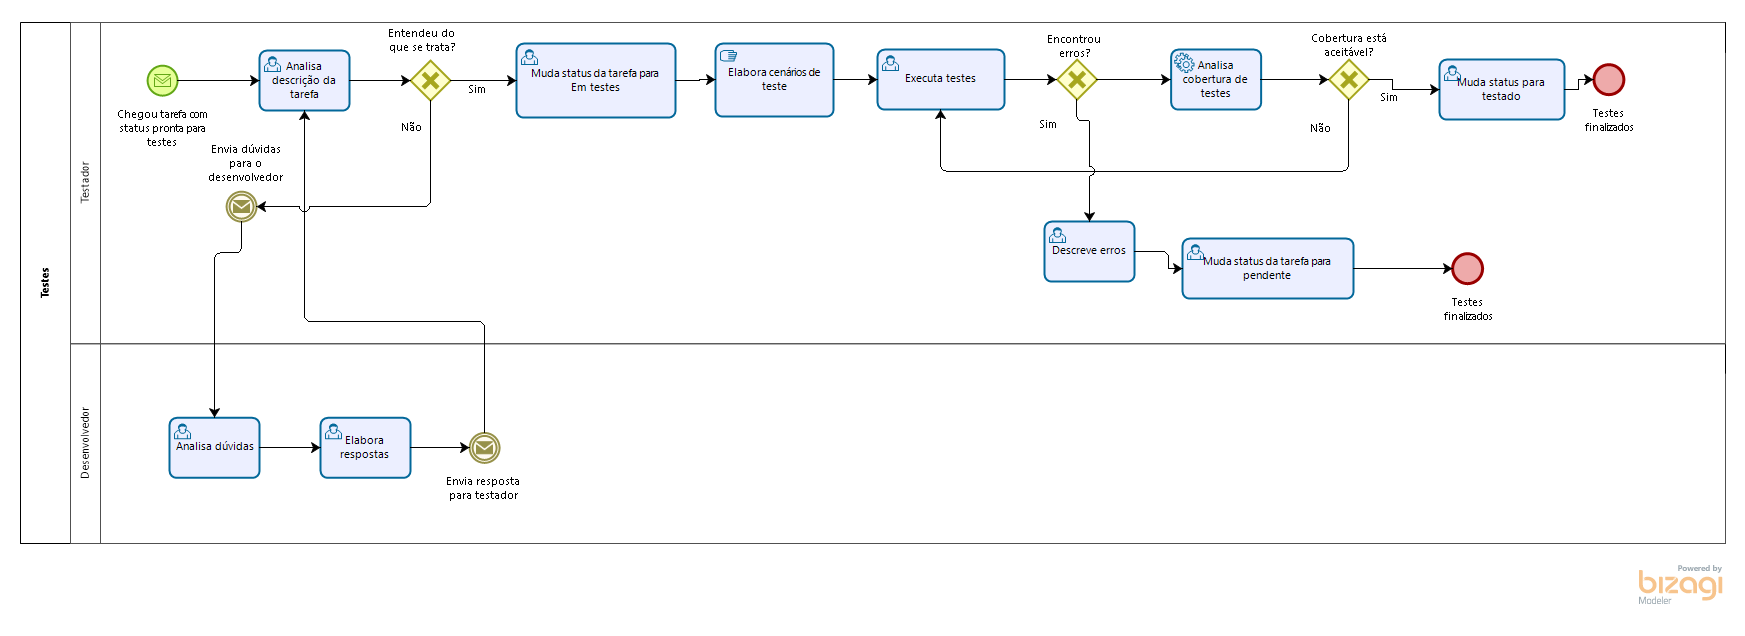 Testes
Testador
Chegou tarefa com
status pronta para
testes
Analisa
descrição da
tarefa
Entendeu do
que se trata?
Sim
Não
Muda status da tarefa para
Em testes
Elabora cenários de
teste
Executa testes
Encontrou
erros?
Sim
Analisa
cobertura de
testes
Cobertura está
aceitável?
Sim
Não
Muda status para
testado
Testes
finalizados
Envia dúvidas
para o
desenvolvedor
Descreve erros
Muda status da tarefa para
pendente
Testes
finalizados
Desenvolvedor
Analisa dúvidas
Elabora
respostas
Envia resposta
para testador
Powered by
bizagi
Modeler